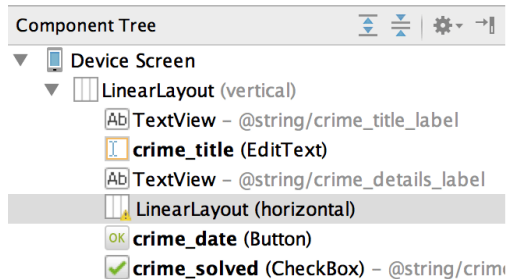 Component Tree
Device Screen
LinearLayout (vertical)
Ab TextView – @string/crime_title_label
crime_title (EditText)
Ab TextView – @string/crime_details_label
LinearLayout (horizontal)
OK crime_date (Button)
crime_solved (CheckBox) – @string/crime